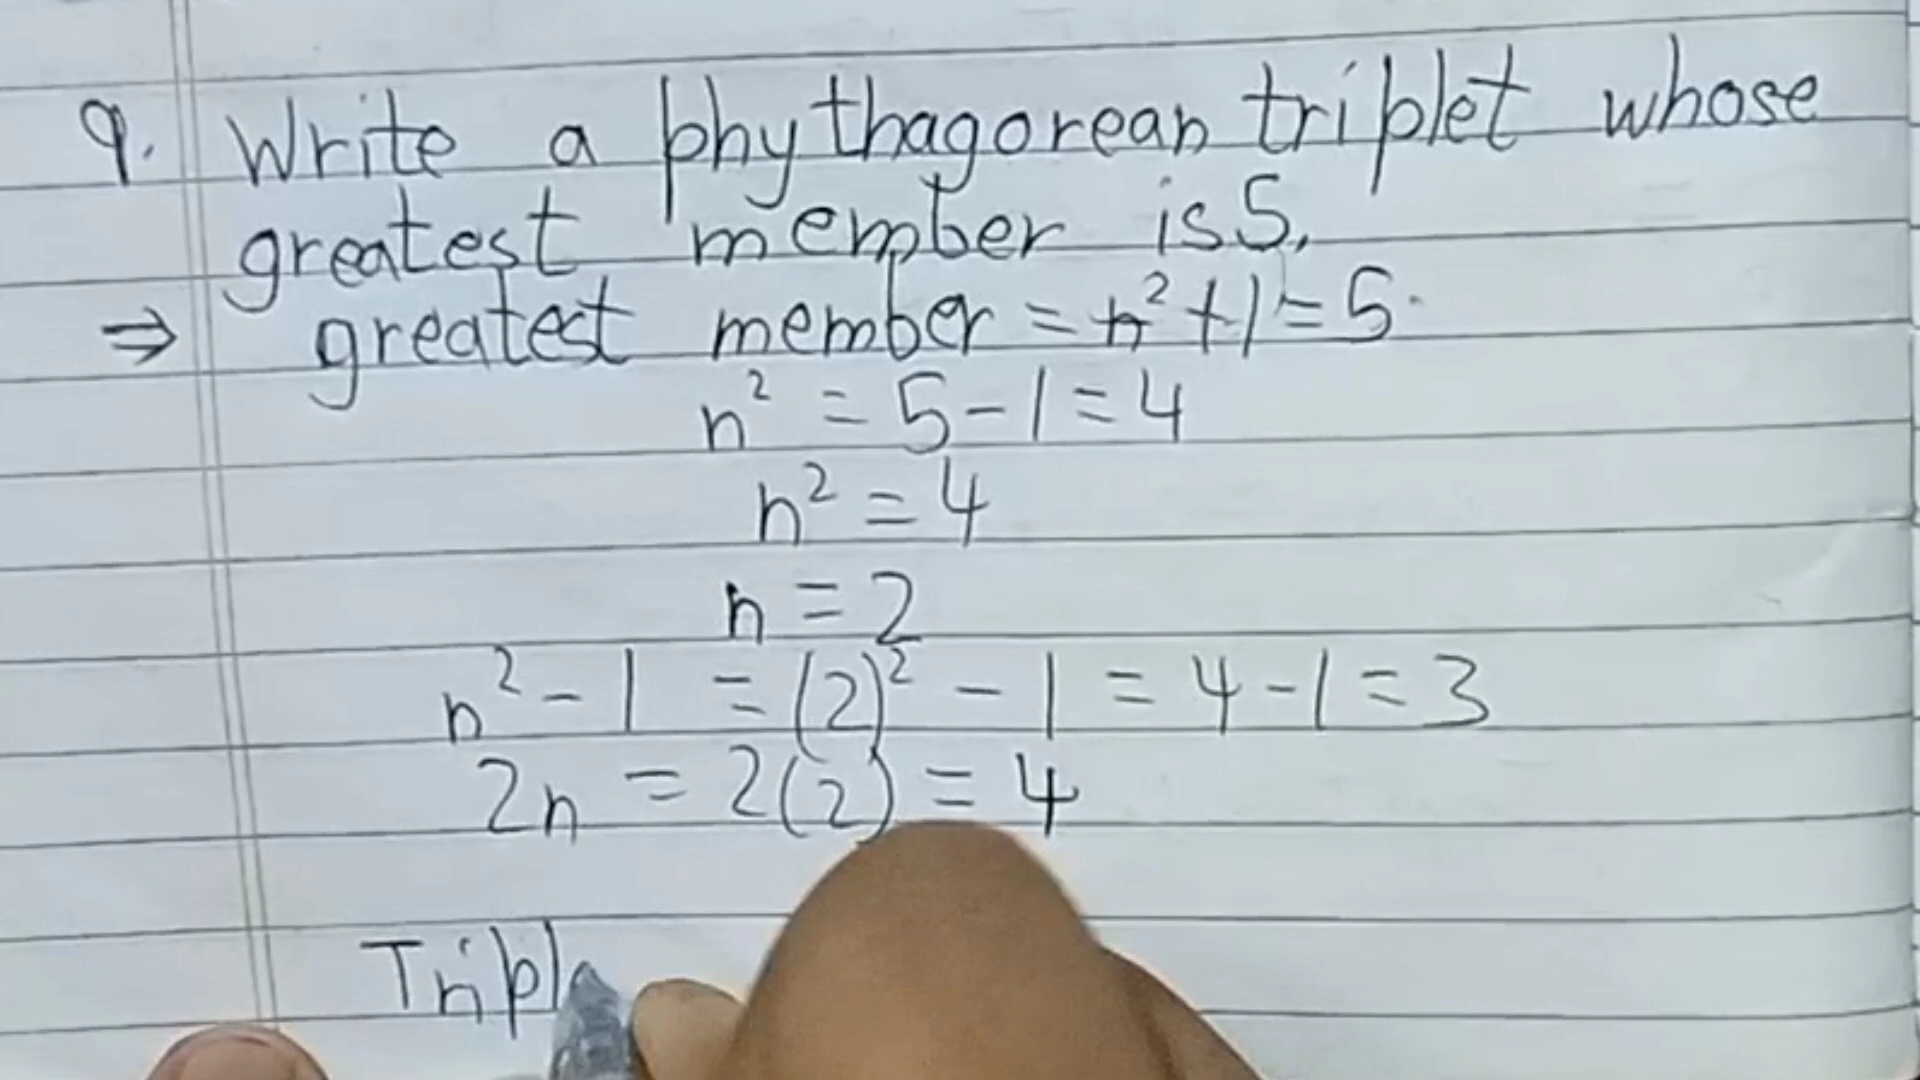 9. Write a phythagorean triplet whose
greatest member is 5.
⇒ greatest member = n² + 1 = 5.
n² = 5 - 1 = 4
n² = 4
n = 2
n² - 1 = (2)² - 1 = 4 - 1 = 3
2n = 2(2) = 4
Triple